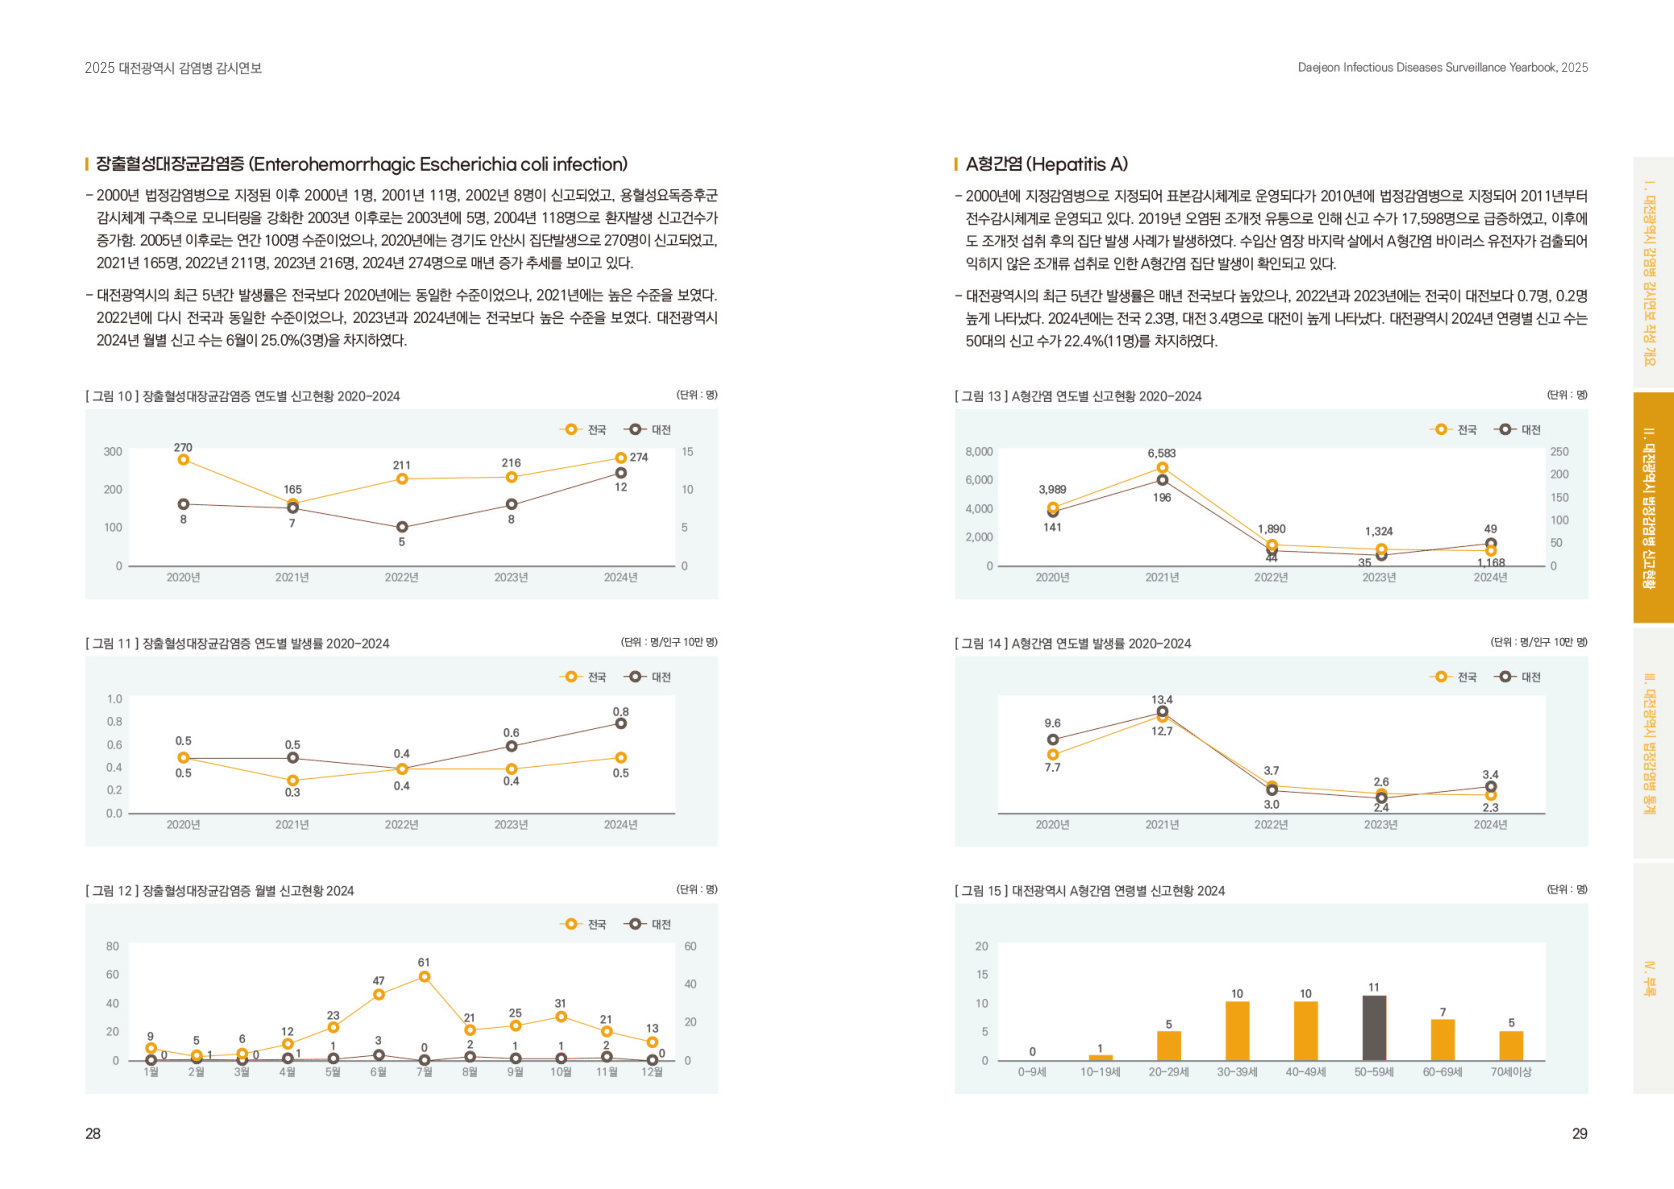 2025 대전광역시 감염병 감시연보
장출혈성대장균감염증 (Enterohemorrhagic Escherichia coli infection)
– 2000년 법정감염병으로 지정된 이후 2000년 1명, 2001년 11명, 2002년 8명이 신고되었고, 용혈성요독증후군
감시체계 구축으로 모니터링을 강화한 2003년 이후로는 2003년에 5명, 2004년 118명으로 환자발생 신고건수가
증가함. 2005년 이후로는 연간 100명 수준이었으나, 2020년에는 경기도 안산시 집단발생으로 270명이 신고되었고,
2021년 165명, 2022년 211명, 2023년 216명, 2024년 274명으로 매년 증가 추세를 보이고 있다.
– 대전광역시의 최근 5년간 발생률은 전국보다 2020년에는 동일한 수준이었으나, 2021년에는 높은 수준을 보였다.
2022년에 다시 전국과 동일한 수준이었으나, 2023년과 2024년에는 전국보다 높은 수준을 보였다. 대전광역시
2024년 월별 신고 수는 6월이 25.0%(3명)을 차지하였다.
[ 그림 10 ] 장출혈성대장균감염증 연도별 신고현황 2020-2024 (단위 : 명)
전국 대전
300 200 100 0
15 10 5 0
270 165 211 216 274
8 7 5 8 12
2020년 2021년 2022년 2023년 2024년
[ 그림 11 ] 장출혈성대장균감염증 연도별 발생률 2020-2024 (단위 : 명/인구 10만 명)
전국 대전
1.0 0.8 0.6 0.4 0.2 0.0
0.5 0.5 0.4 0.6 0.8
0.5 0.3 0.4 0.4 0.5
2020년 2021년 2022년 2023년 2024년
[ 그림 12 ] 장출혈성대장균감염증 월별 신고현황 2024 (단위 : 명)
전국 대전
80 60 40 20 0
60 40 20 0
9 5 6 12 23 47 61 21 25 31 21 13
0 1 0 1 1 3 0 2 1 1 2 0
1월 2월 3월 4월 5월 6월 7월 8월 9월 10월 11월 12월
28
Daejeon Infectious Diseases Surveillance Yearbook, 2025
A형간염 (Hepatitis A)
– 2000년에 지정감염병으로 지정되어 표본감시체계로 운영되다가 2010년에 법정감염병으로 지정되어 2011년부터
전수감시체계로 운영되고 있다. 2019년 오염된 조개젓 유통으로 인해 신고 수가 17,598명으로 급증하였고, 이후에
도 조개젓 섭취 후의 집단 발생 사례가 발생하였다. 수입산 염장 바지락 살에서 A형간염 바이러스 유전자가 검출되어
익히지 않은 조개류 섭취로 인한 A형간염 집단 발생이 확인되고 있다.
– 대전광역시의 최근 5년간 발생률은 매년 전국보다 높았으나, 2022년과 2023년에는 전국이 대전보다 0.7명, 0.2명
높게 나타났다. 2024년에는 전국 2.3명, 대전 3.4명으로 대전이 높게 나타났다. 대전광역시 2024년 연령별 신고 수는
50대의 신고 수가 22.4%(11명)를 차지하였다.
[ 그림 13 ] A형간염 연도별 신고현황 2020-2024 (단위 : 명)
전국 대전
8,000 6,000 4,000 2,000 0
250 200 150 100 50 0
3,989 6,583 1,890 1,324 49
141 196 44 35 1,168
2020년 2021년 2022년 2023년 2024년
[ 그림 14 ] A형간염 연도별 발생률 2020-2024 (단위 : 명/인구 10만 명)
전국 대전
9.6 13.4 3.7 2.6 3.4
7.7 12.7 3.0 2.4 2.3
2020년 2021년 2022년 2023년 2024년
[ 그림 15 ] 대전광역시 A형간염 연령별 신고현황 2024 (단위 : 명)
20 15 10 5 0
0 1 5 10 10 11 7 5
0-9세 10-19세 20-29세 30-39세 40-49세 50-59세 60-69세 70세이상
29
Ⅰ. 대전광역시 감염병 감시연보 작성 개요
Ⅱ. 대전광역시 법정감염병 신고현황
Ⅲ. 대전광역시 법정감염병 통계
Ⅳ. 부록